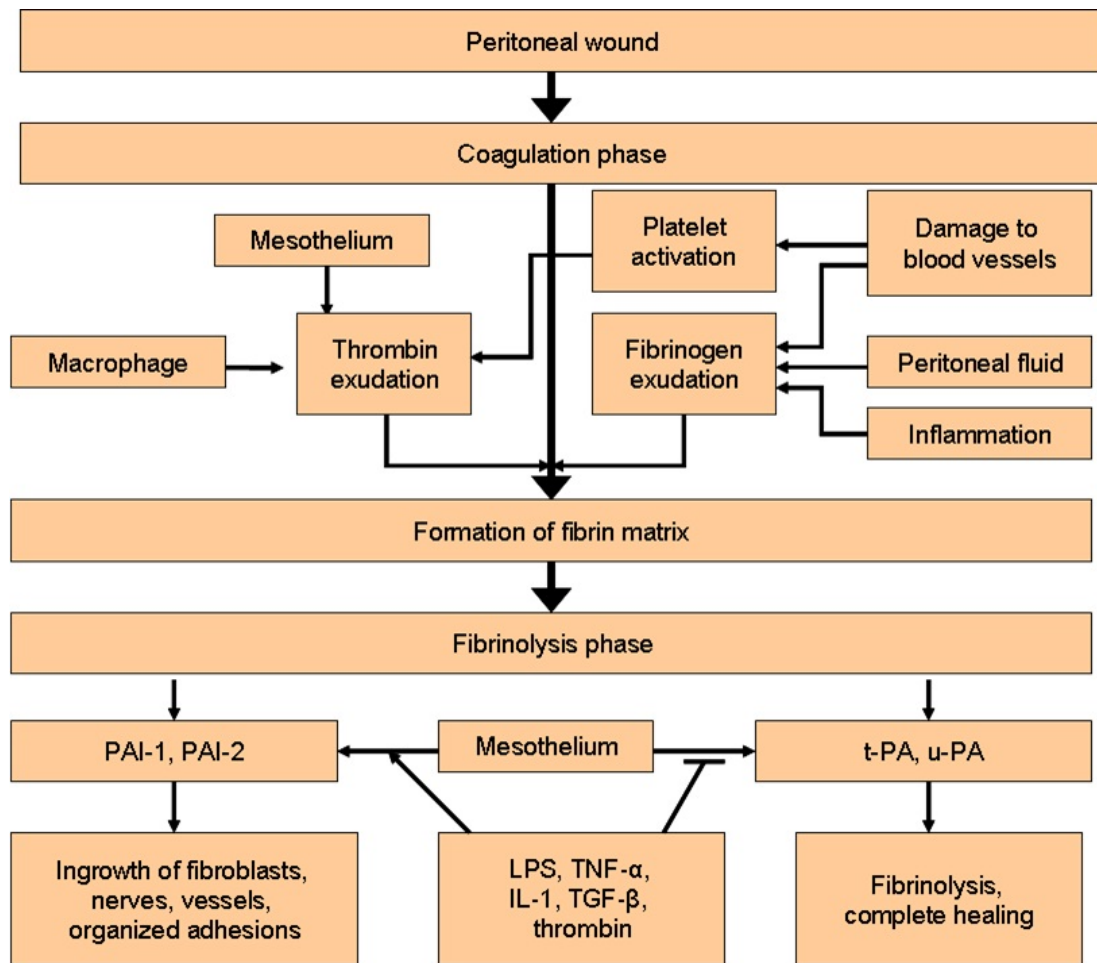 Peritoneal wound
Coagulation phase
Mesothelium
Platelet
activation
Damage to
blood vessels
Macrophage
Thrombin
exudation
Fibrinogen
exudation
Peritoneal fluid
Inflammation
Formation of fibrin matrix
Fibrinolysis phase
PAI-1, PAI-2
Mesothelium
t-PA, u-PA
Ingrowth of fibroblasts,
nerves, vessels,
organized adhesions
LPS, TNF-α,
IL-1, TGF-β,
thrombin
Fibrinolysis,
complete healing